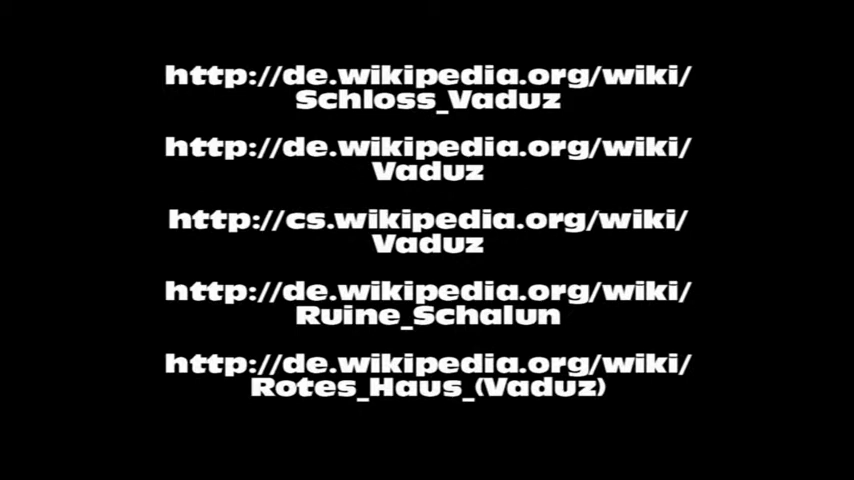 http://de.wikipedia.org/wiki/
Schloss_Vaduz
http://de.wikipedia.org/wiki/
Vaduz
http://cs.wikipedia.org/wiki/
Vaduz
http://de.wikipedia.org/wiki/
Ruine_Schalun
http://de.wikipedia.org/wiki/
Rotes_Haus_(Vaduz)